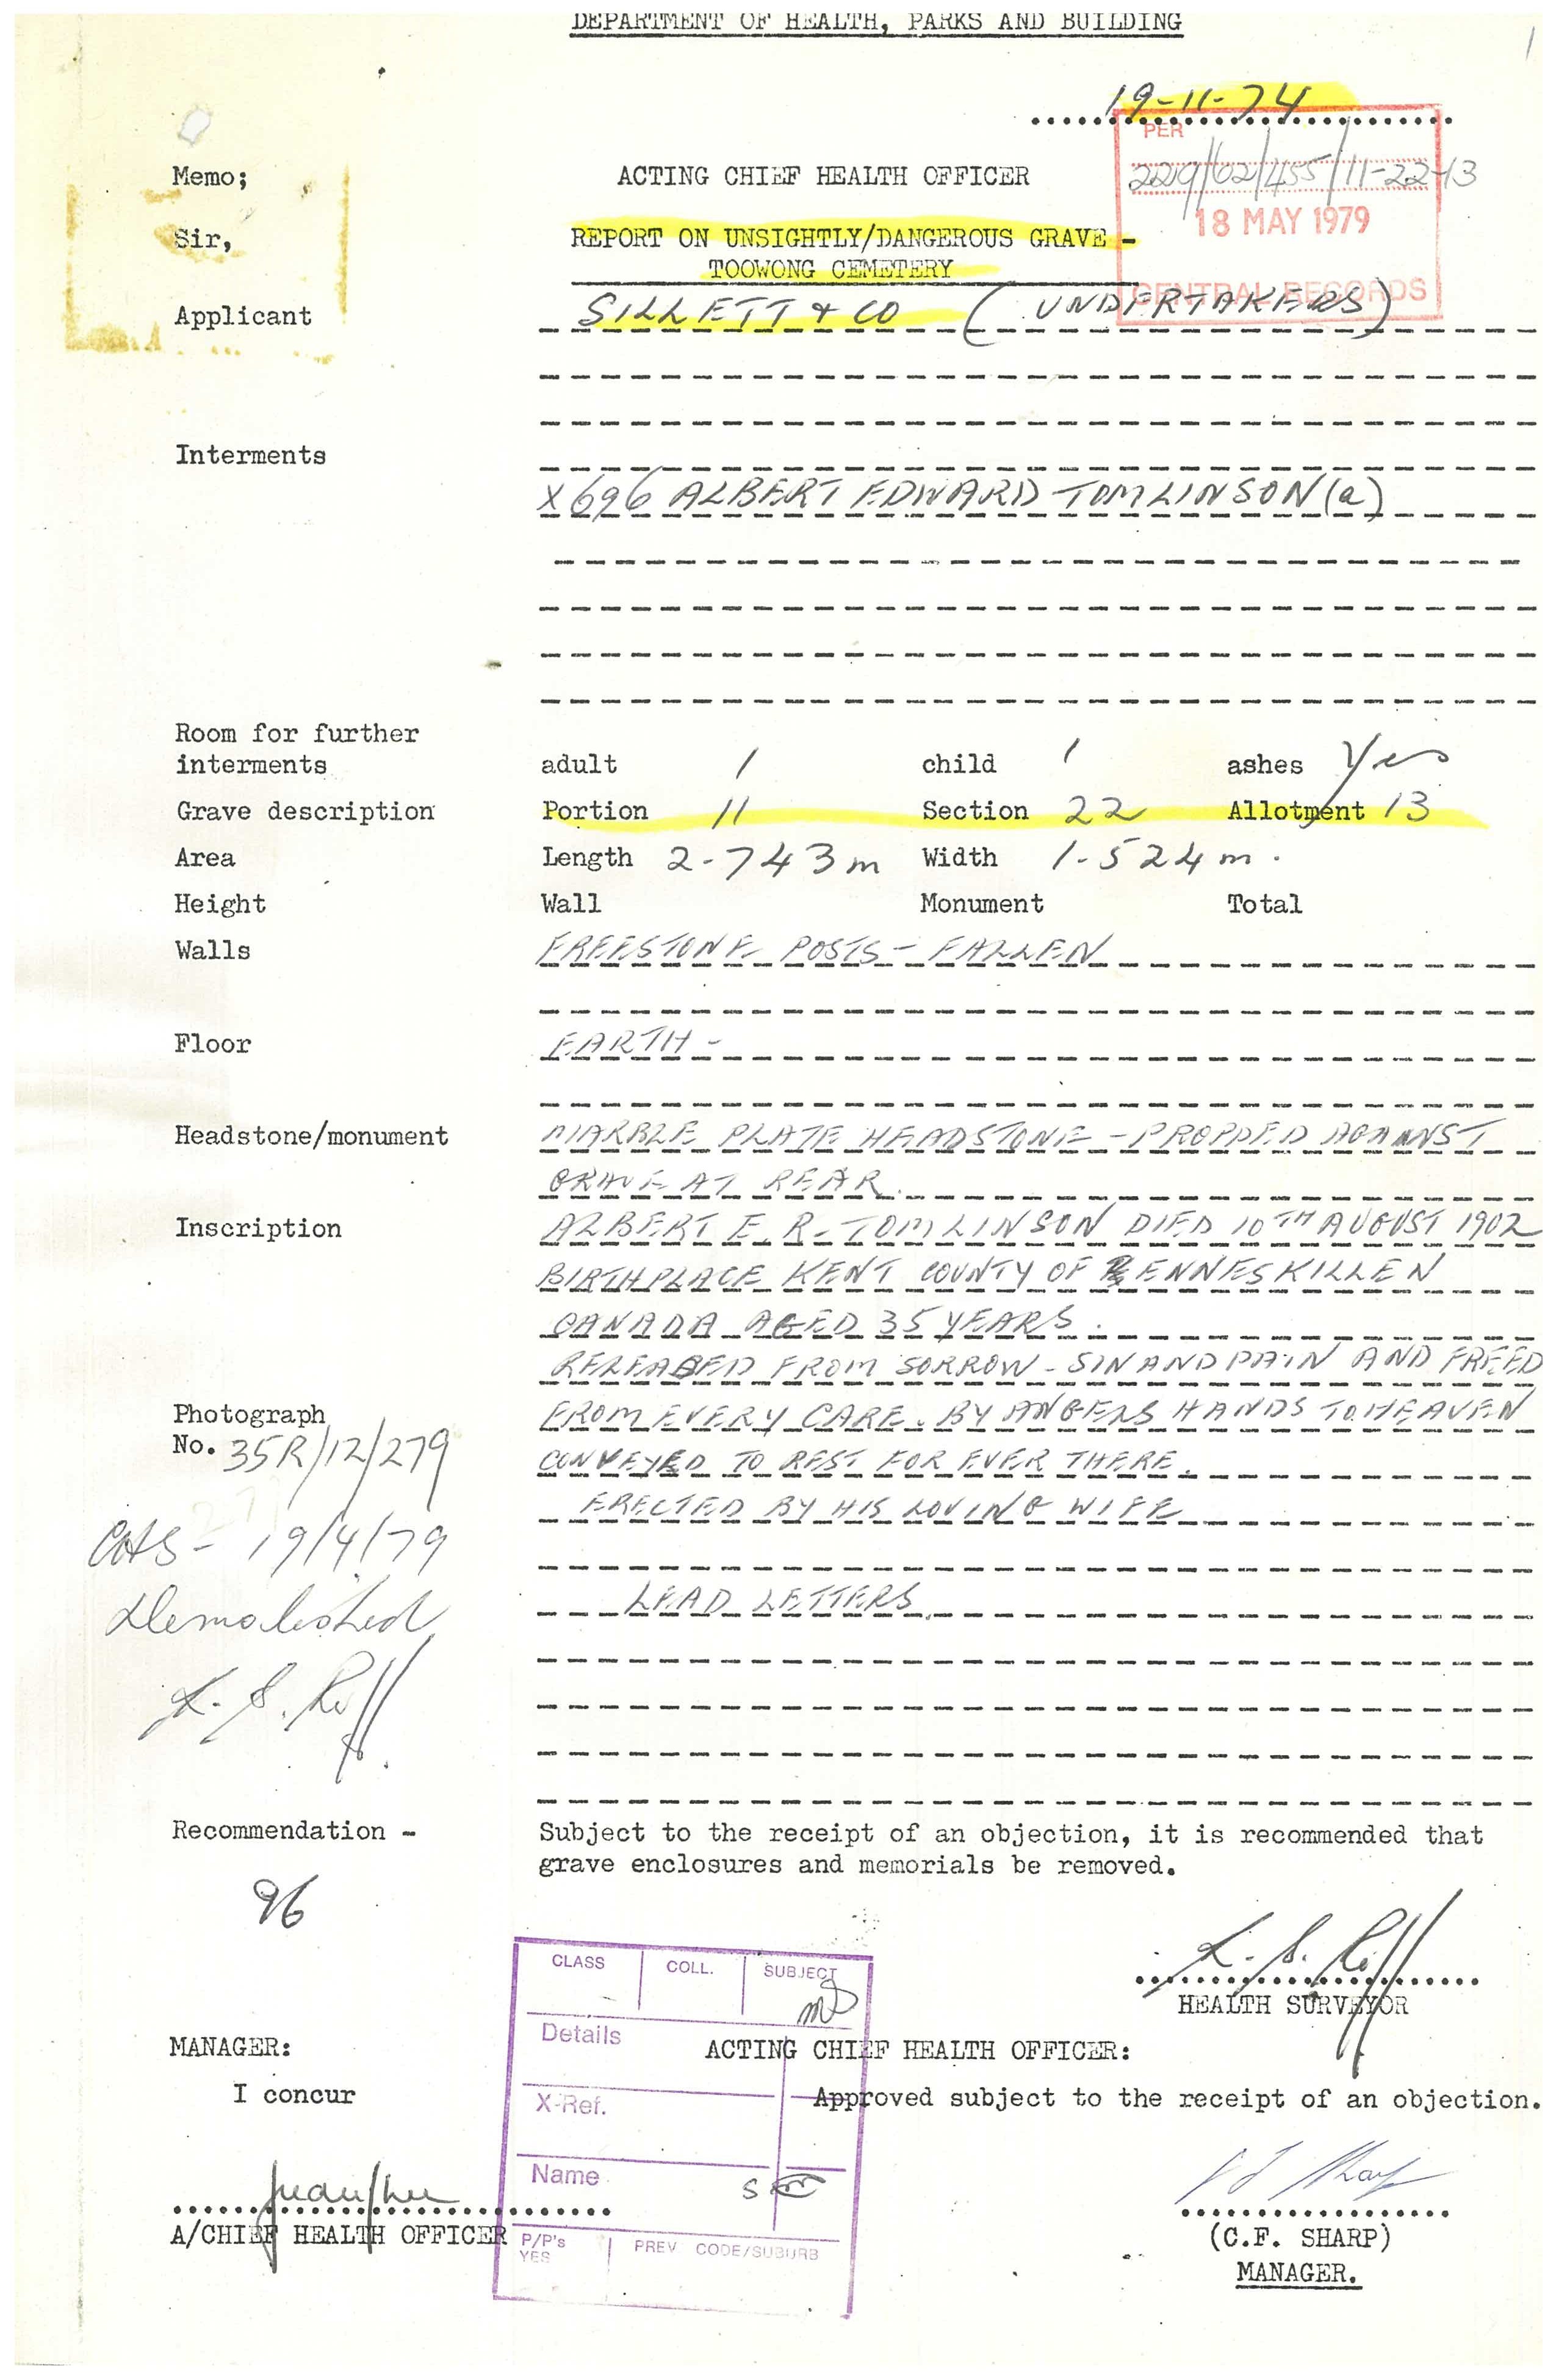 DEPARTMENT OF HEALTH, PARKS AND BUILDING
1
19-11-74
PER
229/62/455/11-22-13
18 MAY 1979
CENTRAL RECORDS
Memo; ACTING CHIEF HEALTH OFFICER
Sir, REPORT ON UNSIGHTLY/DANGEROUS GRAVE -
TOOWONG CEMETERY
Applicant SILLETT & CO (UNDERTAKERS)
Interments
X696 ALBERT EDWARD TOMLINSON (a)
Room for further
interments adult 1 child 1 ashes Yes
Grave description Portion 11 Section 22 Allotment 13
Area Length 2-743m Width 1-524m.
Height Wall Monument Total
Walls FREESTONE POSTS - FALLEN
Floor EARTH -
Headstone/monument MARBLE PLATE HEADSTONE - PROPPED AGAINST
GRAVE AT REAR.
Inscription ALBERT E. R. TOMLINSON DIED 10TH AUGUST 1902
BIRTHPLACE KENT COUNTY OF ENNESKILLEN
CANADA AGED 35 YEARS.
RELEASED FROM SORROW - SIN AND PAIN AND FREED
Photograph FROM EVERY CARE. BY ANGELS HANDS TO HEAVEN
No. 35R/12/279 CONVEYED TO REST FOR EVER THERE.
ERECTED BY HIS LOVING WIFE
19/4/79
Demolished LEAD LETTERS.
Recommendation - Subject to the receipt of an objection, it is recommended that
grave enclosures and memorials be removed.
96
CLASS COLL. SUBJECT
HEALTH SURVEYOR
Details
MANAGER: ACTING CHIEF HEALTH OFFICER:
I concur Approved subject to the receipt of an objection.
X-Ref.
Name
A/CHIEF HEALTH OFFICER
P/P's
YES
PREV CODE/SUBURB
(C.F. SHARP)
MANAGER.